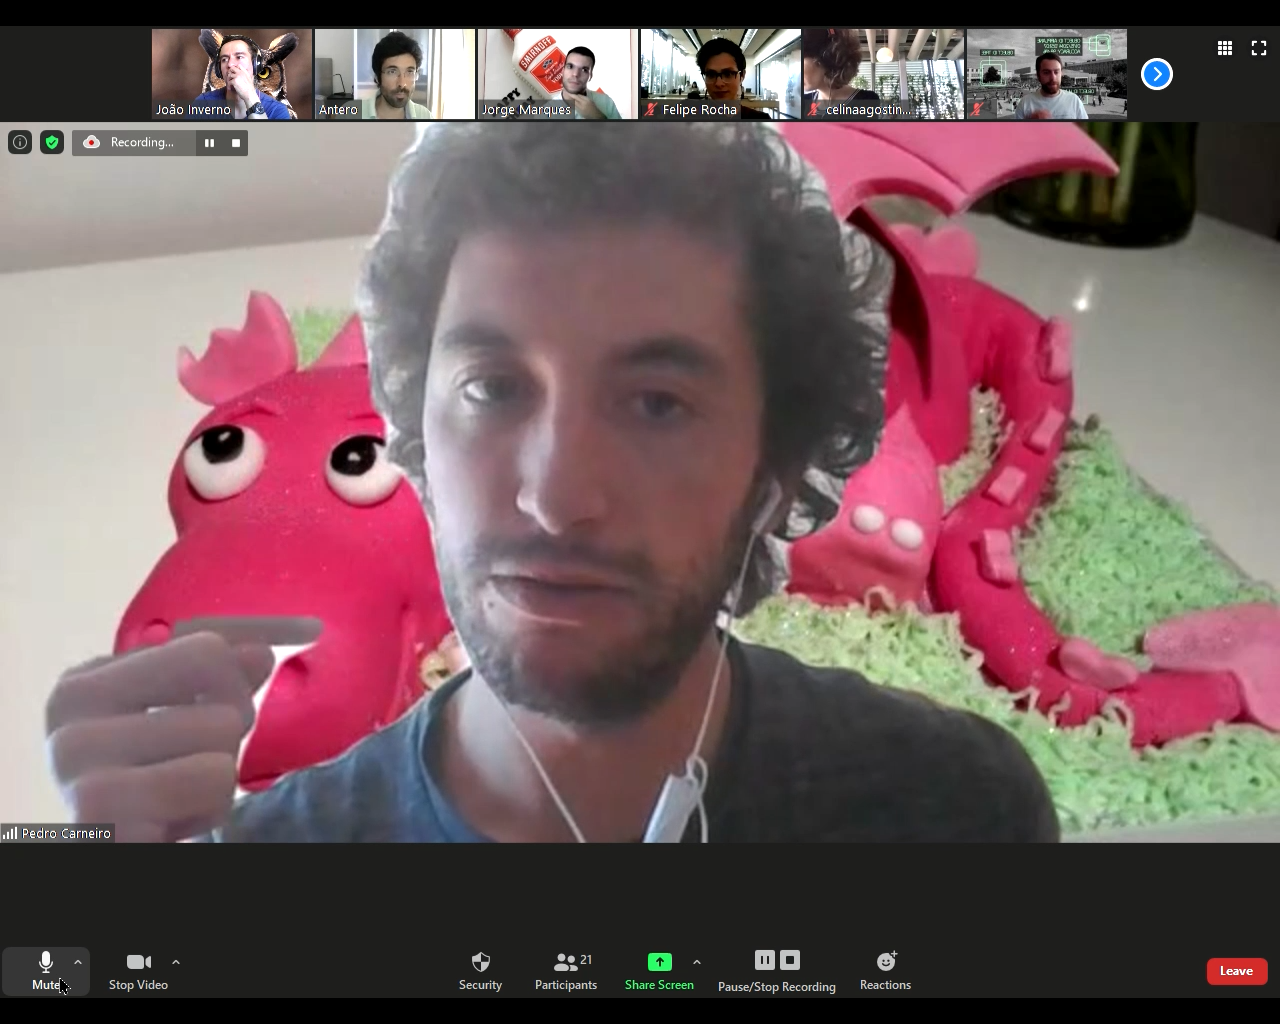 João Inverno
Antero
SMIRNOFF
Jorge Marques
Felipe Rocha
celinaagostin...
Recording...
Pedro Carneiro
Mute
Stop Video
Security
21
Participants
Share Screen
Pause/Stop Recording
Reactions
Leave